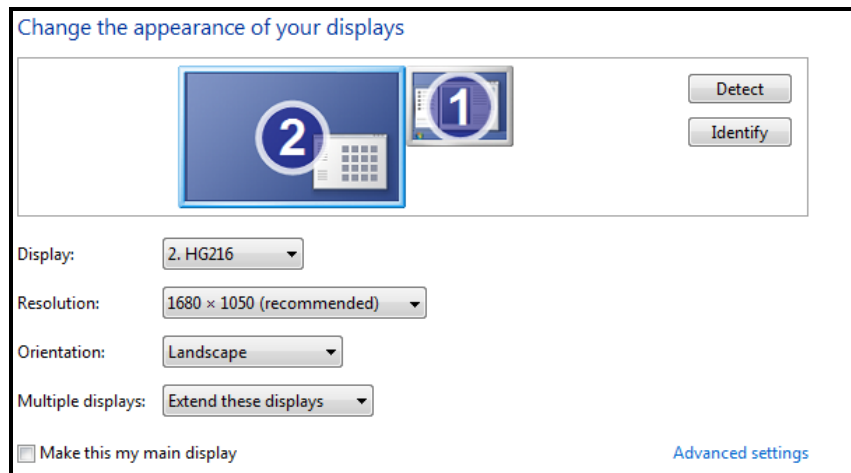 Change the appearance of your displays
2 1
Detect
Identify
Display: 2. HG216
Resolution: 1680 × 1050 (recommended)
Orientation: Landscape
Multiple displays: Extend these displays
Make this my main display Advanced settings